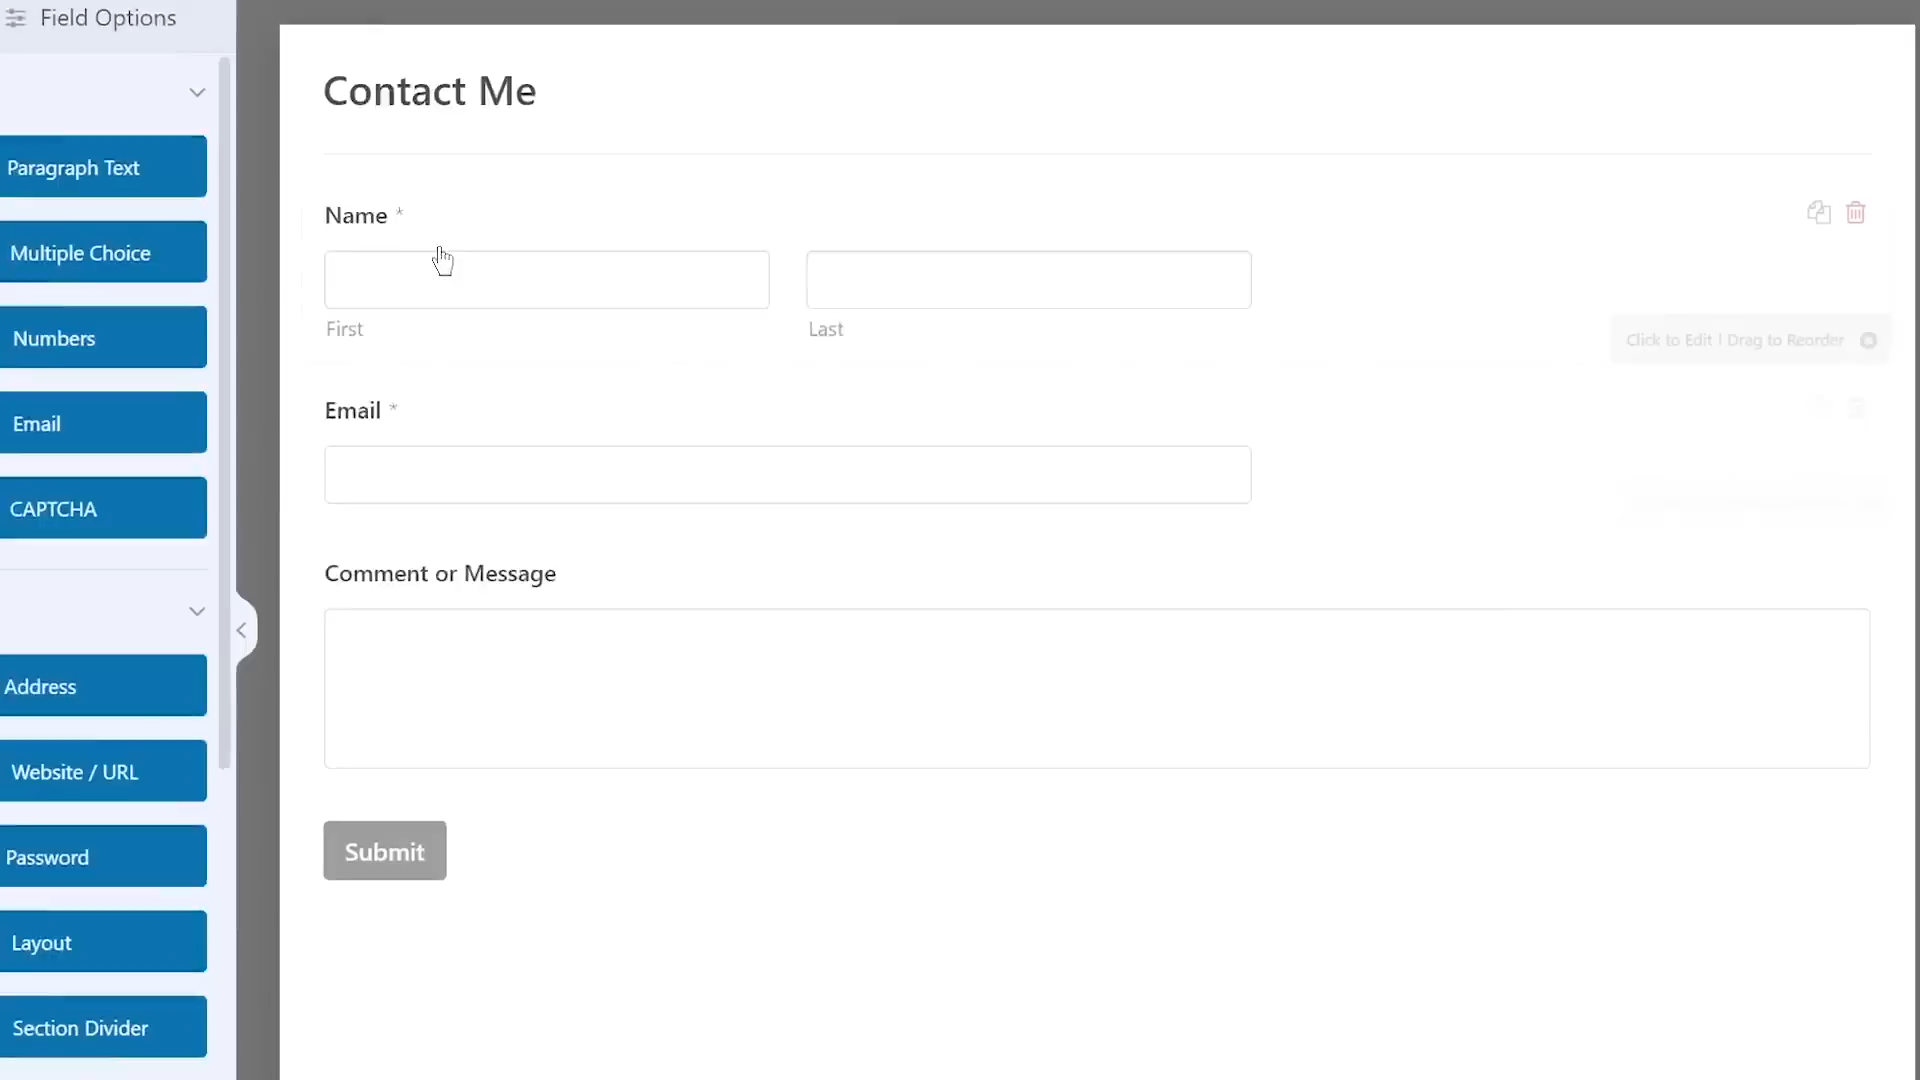 Field Options
Paragraph Text
Multiple Choice
Numbers
Email
CAPTCHA
Address
Website / URL
Password
Layout
Section Divider
Contact Me
Name *
First
Last
Click to Edit | Drag to Reorder
Email *
Comment or Message
Submit